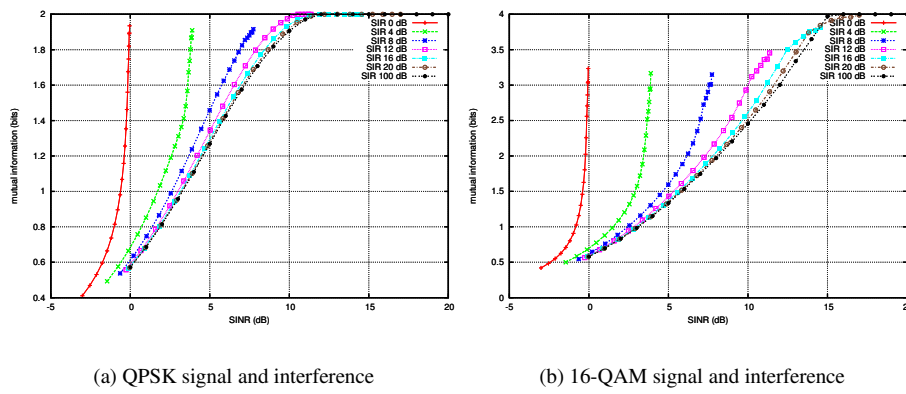 2
1.8
1.6
1.4
1.2
1
0.8
0.6
0.4
mutual information (bits)
-5 0 5 10 15 20
SINR (dB)
SIR 0 dB
SIR 4 dB
SIR 8 dB
SIR 12 dB
SIR 16 dB
SIR 20 dB
SIR 100 dB
(a) QPSK signal and interference
4
3.5
3
2.5
2
1.5
1
0.5
0
mutual information (bits)
-5 0 5 10 15 2
SINR (dB)
SIR 0 dB
SIR 4 dB
SIR 8 dB
SIR 12 dB
SIR 16 dB
SIR 20 dB
SIR 100 dB
(b) 16-QAM signal and interference